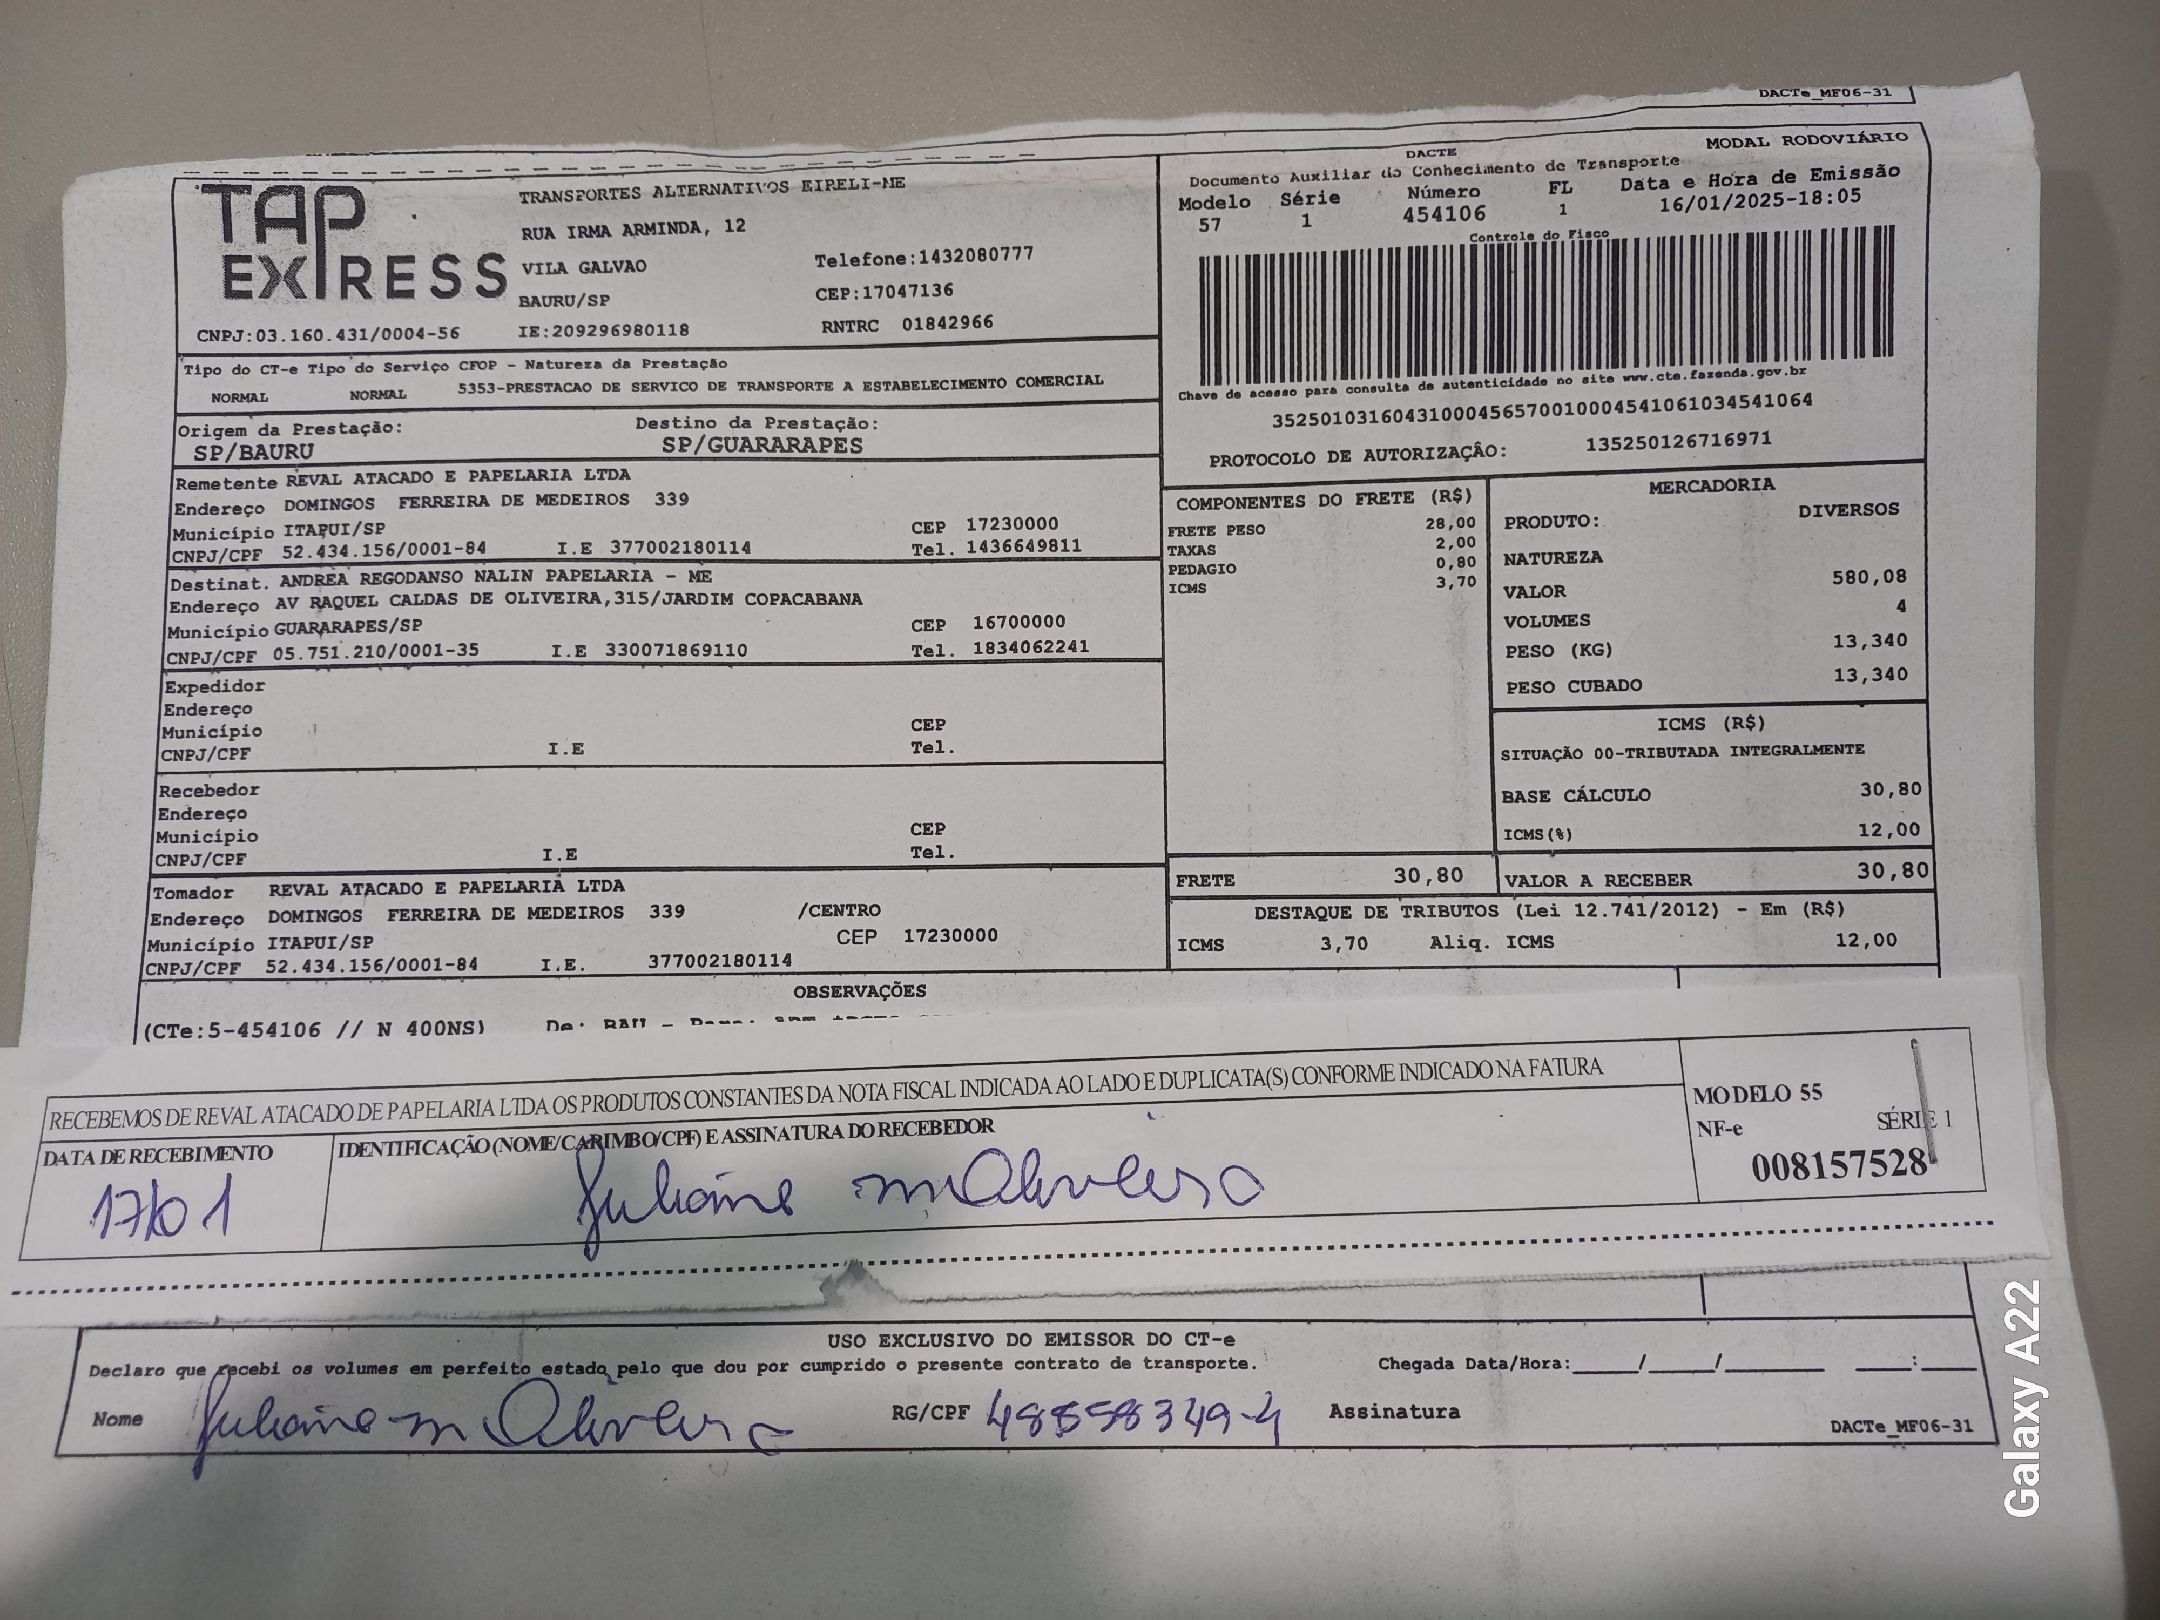 DACTe_MF06-31
TAP EXPRESS
TRANSPORTES ALTERNATIVOS EIRELI-ME
RUA IRMA ARMINDA, 12
VILA GALVAO Telefone:1432080777
BAURU/SP CEP:17047136
CNPJ:03.160.431/0004-56 IE:209296980118 RNTRC 01842966
DACTE MODAL RODOVIÁRIO
Documento Auxiliar do Conhecimento de Transporte
Modelo Série Número FL Data e Hora de Emissão
57 1 454106 1 16/01/2025-18:05
Controle do Fisco
Chave de acesso para consulta de autenticidade no site www.cte.fazenda.gov.br
35250103160431000456570010004541061034541064
PROTOCOLO DE AUTORIZAÇÂO: 135250126716971
Tipo do CT-e Tipo do Serviço CFOP - Natureza da Prestação
NORMAL NORMAL 5353-PRESTACAO DE SERVICO DE TRANSPORTE A ESTABELECIMENTO COMERCIAL
Origem da Prestação: Destino da Prestação:
SP/BAURU SP/GUARARAPES
Remetente REVAL ATACADO E PAPELARIA LTDA
Endereço DOMINGOS FERREIRA DE MEDEIROS 339
Município ITAPUI/SP CEP 17230000
CNPJ/CPF 52.434.156/0001-84 I.E 377002180114 Tel. 1436649811
Destinat. ANDREA REGODANSO NALIN PAPELARIA - ME
Endereço AV RAQUEL CALDAS DE OLIVEIRA,315/JARDIM COPACABANA
Município GUARARAPES/SP CEP 16700000
CNPJ/CPF 05.751.210/0001-35 I.E 330071869110 Tel. 1834062241
Expedidor
Endereço
Município CEP
CNPJ/CPF I.E Tel.
Recebedor
Endereço
Município CEP
CNPJ/CPF I.E Tel.
Tomador REVAL ATACADO E PAPELARIA LTDA
Endereço DOMINGOS FERREIRA DE MEDEIROS 339 /CENTRO
Município ITAPUI/SP CEP 17230000
CNPJ/CPF 52.434.156/0001-84 I.E. 377002180114
COMPONENTES DO FRETE (R$)
FRETE PESO 28,00
TAXAS 2,00
PEDAGIO 0,80
ICMS 3,70
MERCADORIA
PRODUTO: DIVERSOS
NATUREZA
VALOR 580,08
VOLUMES 4
PESO (KG) 13,340
PESO CUBADO 13,340
ICMS (R$)
SITUAÇÃO 00-TRIBUTADA INTEGRALMENTE
BASE CÁLCULO 30,80
ICMS(%) 12,00
FRETE 30,80 VALOR A RECEBER 30,80
DESTAQUE DE TRIBUTOS (Lei 12.741/2012) - Em (R$)
ICMS 3,70 Aliq. ICMS 12,00
OBSERVAÇÕES
(CTe:5-454106 // N 400NS) De: BAU -
RECEBEMOS DE REVAL ATACADO DE PAPELARIA LTDA OS PRODUTOS CONSTANTES DA NOTA FISCAL INDICADA AO LADO E DUPLICATA(S) CONFORME INDICADO NA FATURA
DATA DE RECEBIMENTO IDENTIFICAÇÃO (NOME/CARIMBO/CPF) E ASSINATURA DO RECEBEDOR
17/01 Juliane m Oliveira
MODELO 55
NF-e SÉRIE 1
008157528
USO EXCLUSIVO DO EMISSOR DO CT-e
Declaro que recebi os volumes em perfeito estado pelo que dou por cumprido o presente contrato de transporte. Chegada Data/Hora:____/____/______ ___:___
Nome Juliane m Oliveira RG/CPF 48858349-4 Assinatura
DACTe_MF06-31
Galaxy A22